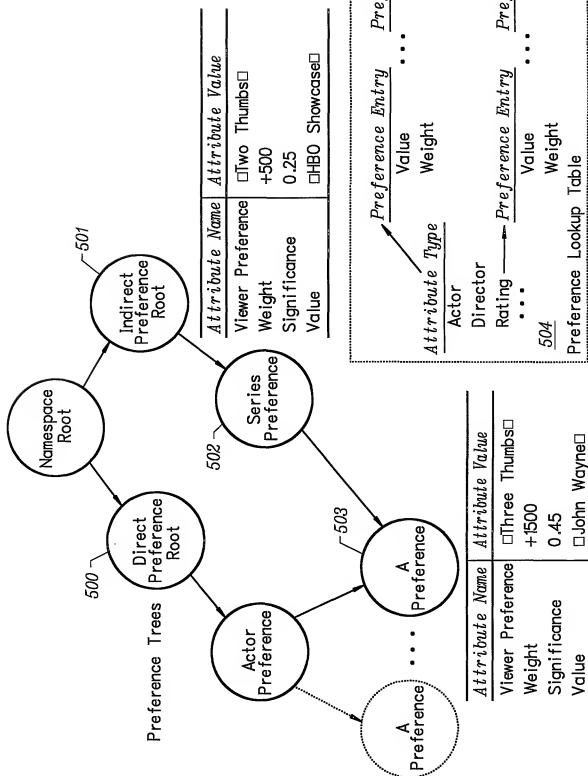 Namespace
Root
500
Direct
Preference
Root
501
Indirect
Preference
Root
Preference Trees
Actor
Preference
502
Series
Preference
503
A
Preference
• • •
A
Preference
Attribute Name Attribute Value
Viewer Preference □Two Thumbs□
Weight +500
Significance 0.25
Value □HBO Showcase□
Attribute Name Attribute Value
Viewer Preference □Three Thumbs□
Weight +1500
Significance 0.45
Value □John Wayne□
Attribute Type
Actor
Director
Rating
• • •
504
Preference Lookup Table
Preference Entry
Value
Weight
• • •
Preference Entry
Value
Weight
• • •